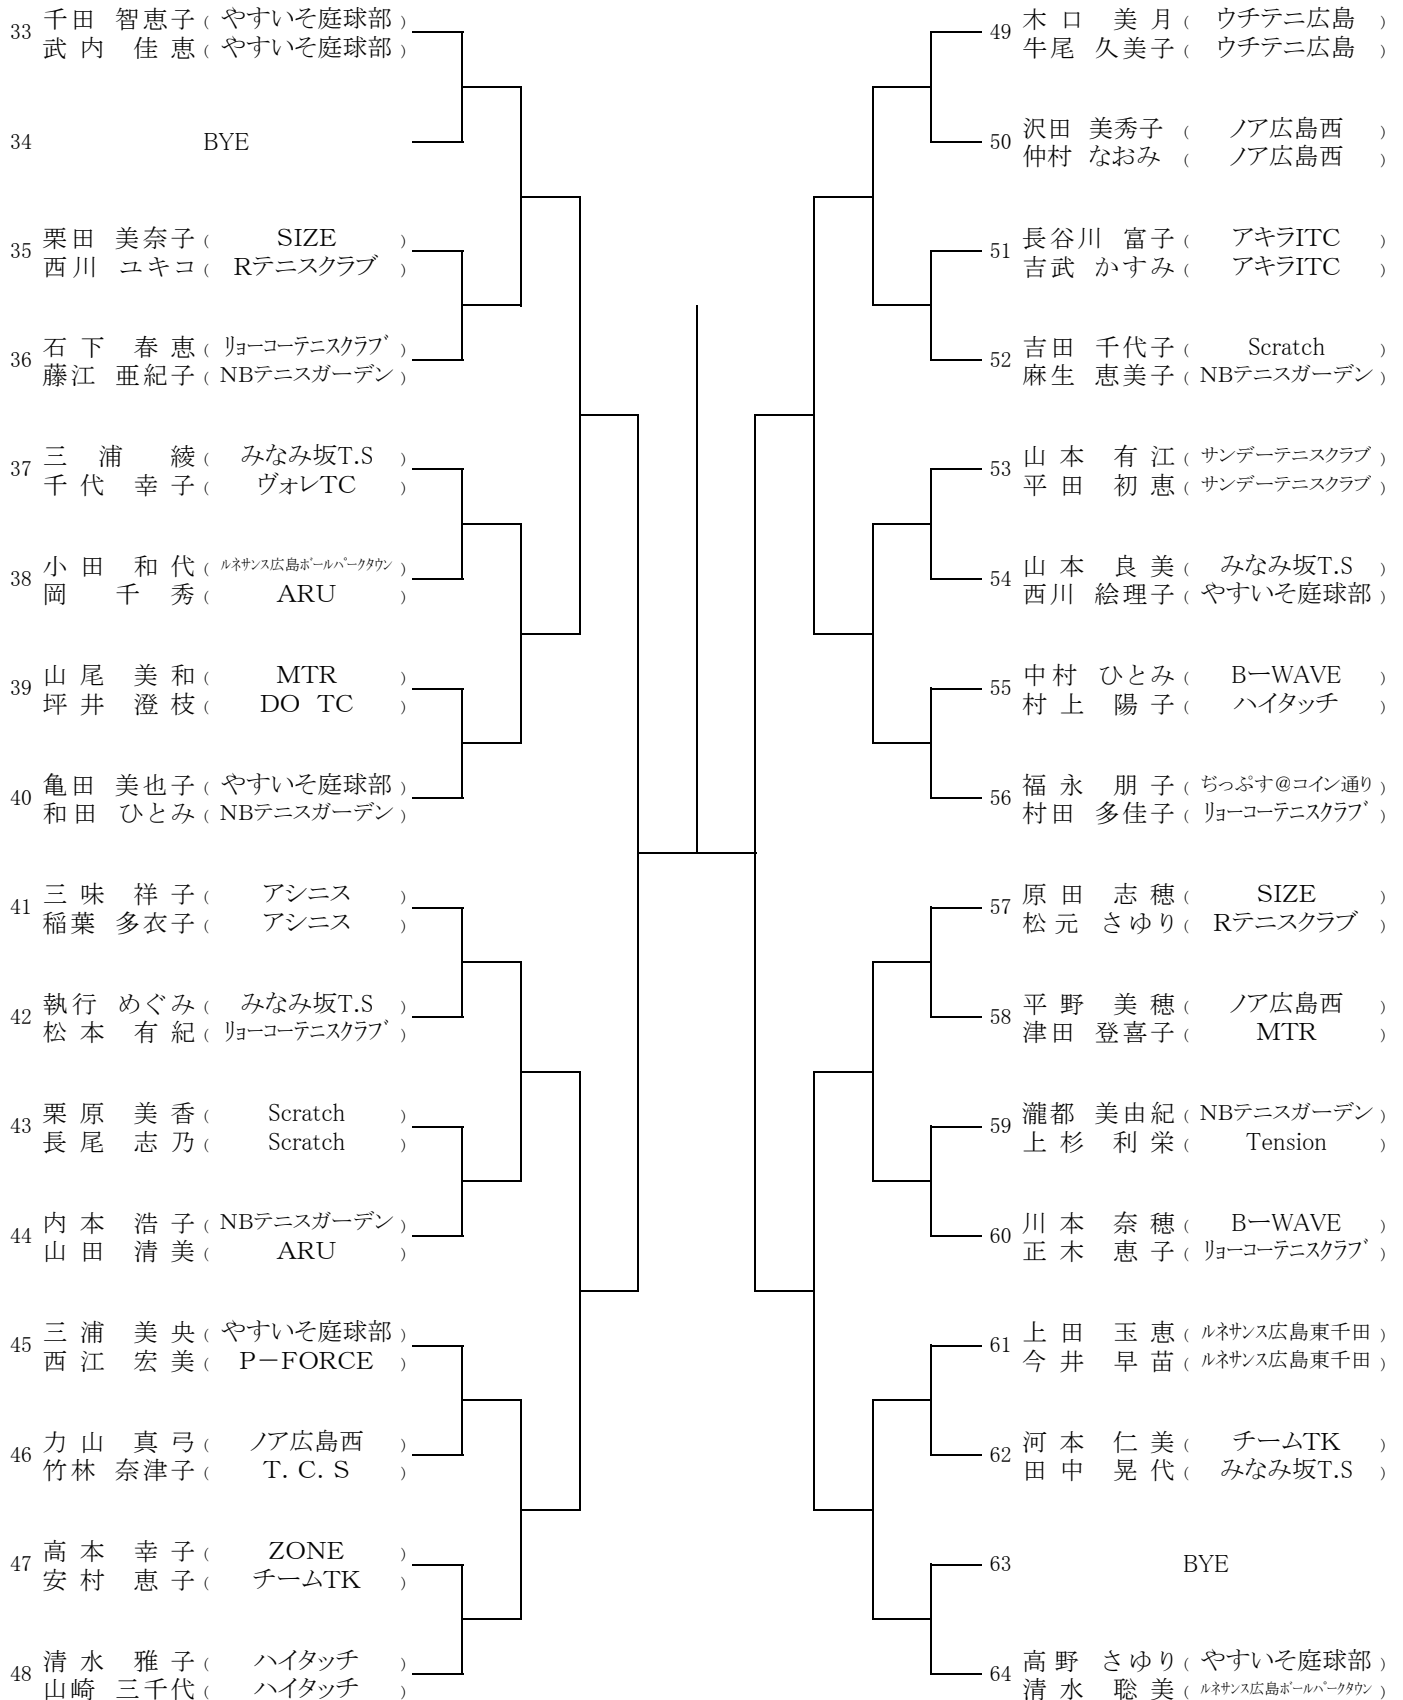 33 千田 智恵子 ( やすいそ庭球部 )
武内 佳恵 ( やすいそ庭球部 )
34 BYE
35 栗田 美奈子 ( SIZE )
西川 ユキコ ( Rテニスクラブ )
36 石下 春恵 ( リョーコーテニスクラブ )
藤江 亜紀子 ( NBテニスガーデン )
37 三浦 綾 ( みなみ坂T.S )
千代 幸子 ( ヴォレTC )
38 小田 和代 ( ルネサンス広島ボールパークタウン )
岡 千秀 ( ARU )
39 山尾 美和 ( MTR )
坪井 澄枝 ( DO TC )
40 亀田 美也子 ( やすいそ庭球部 )
和田 ひとみ ( NBテニスガーデン )
41 三味 祥子 ( アシニス )
稲葉 多衣子 ( アシニス )
42 執行 めぐみ ( みなみ坂T.S )
松本 有紀 ( リョーコーテニスクラブ )
43 栗原 美香 ( Scratch )
長尾 志乃 ( Scratch )
44 内本 浩子 ( NBテニスガーデン )
山田 清美 ( ARU )
45 三浦 美央 ( やすいそ庭球部 )
西江 宏美 ( P－FORCE )
46 力山 真弓 ( ノア広島西 )
竹林 奈津子 ( T. C. S )
47 高本 幸子 ( ZONE )
安村 恵子 ( チームTK )
48 清水 雅子 ( ハイタッチ )
山崎 三千代 ( ハイタッチ )
49 木口 美月 ( ウチテニ広島 )
牛尾 久美子 ( ウチテニ広島 )
50 沢田 美秀子 ( ノア広島西 )
仲村 なおみ ( ノア広島西 )
51 長谷川 富子 ( アキラITC )
吉武 かすみ ( アキラITC )
52 吉田 千代子 ( Scratch )
麻生 恵美子 ( NBテニスガーデン )
53 山本 有江 ( サンデーテニスクラブ )
平田 初恵 ( サンデーテニスクラブ )
54 山本 良美 ( みなみ坂T.S )
西川 絵理子 ( やすいそ庭球部 )
55 中村 ひとみ ( BーWAVE )
村上 陽子 ( ハイタッチ )
56 福永 朋子 ( ぢっぷす@コイン通り )
村田 多佳子 ( リョーコーテニスクラブ )
57 原田 志穂 ( SIZE )
松元 さゆり ( Rテニスクラブ )
58 平野 美穂 ( ノア広島西 )
津田 登喜子 ( MTR )
59 瀧都 美由紀 ( NBテニスガーデン )
上杉 利栄 ( Tension )
60 川本 奈穂 ( BーWAVE )
正木 恵子 ( リョーコーテニスクラブ )
61 上田 玉恵 ( ルネサンス広島東千田 )
今井 早苗 ( ルネサンス広島東千田 )
62 河本 仁美 ( チームTK )
田中 晃代 ( みなみ坂T.S )
63 BYE
64 高野 さゆり ( やすいそ庭球部 )
清水 聡美 ( ルネサンス広島ボールパークタウン )